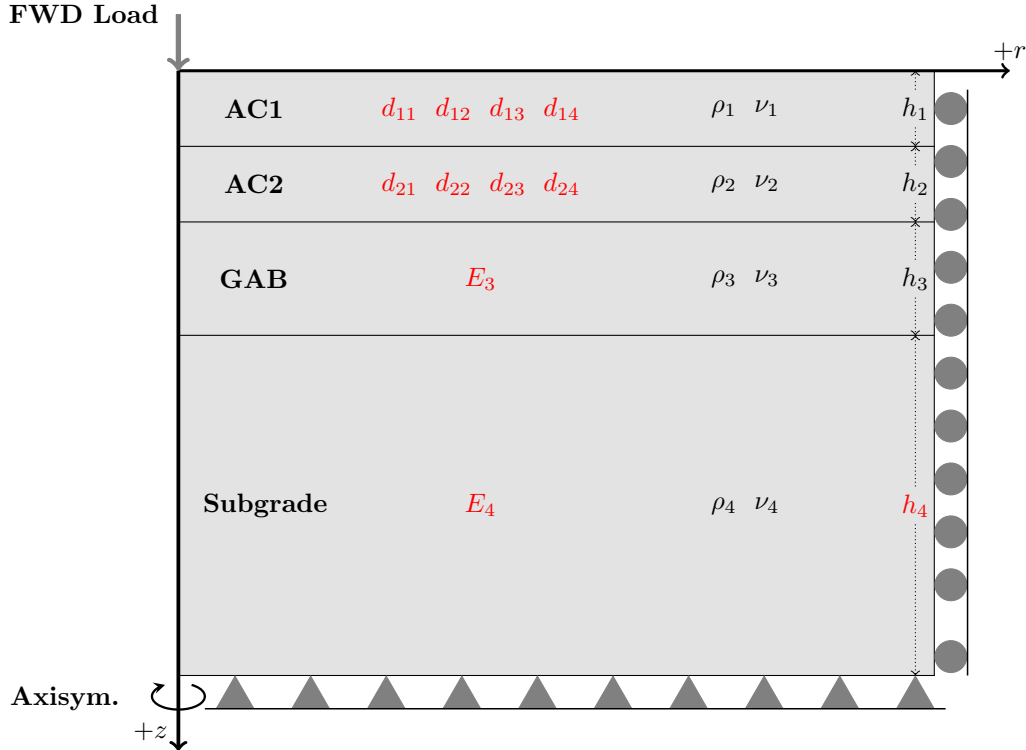 FWD Load
+r
AC1 d₁₁ d₁₂ d₁₃ d₁₄ ρ₁ ν₁ h₁
AC2 d₂₁ d₂₂ d₂₃ d₂₄ ρ₂ ν₂ h₂
GAB E₃ ρ₃ ν₃ h₃
Subgrade E₄ ρ₄ ν₄ h₄
Axisym.
+z